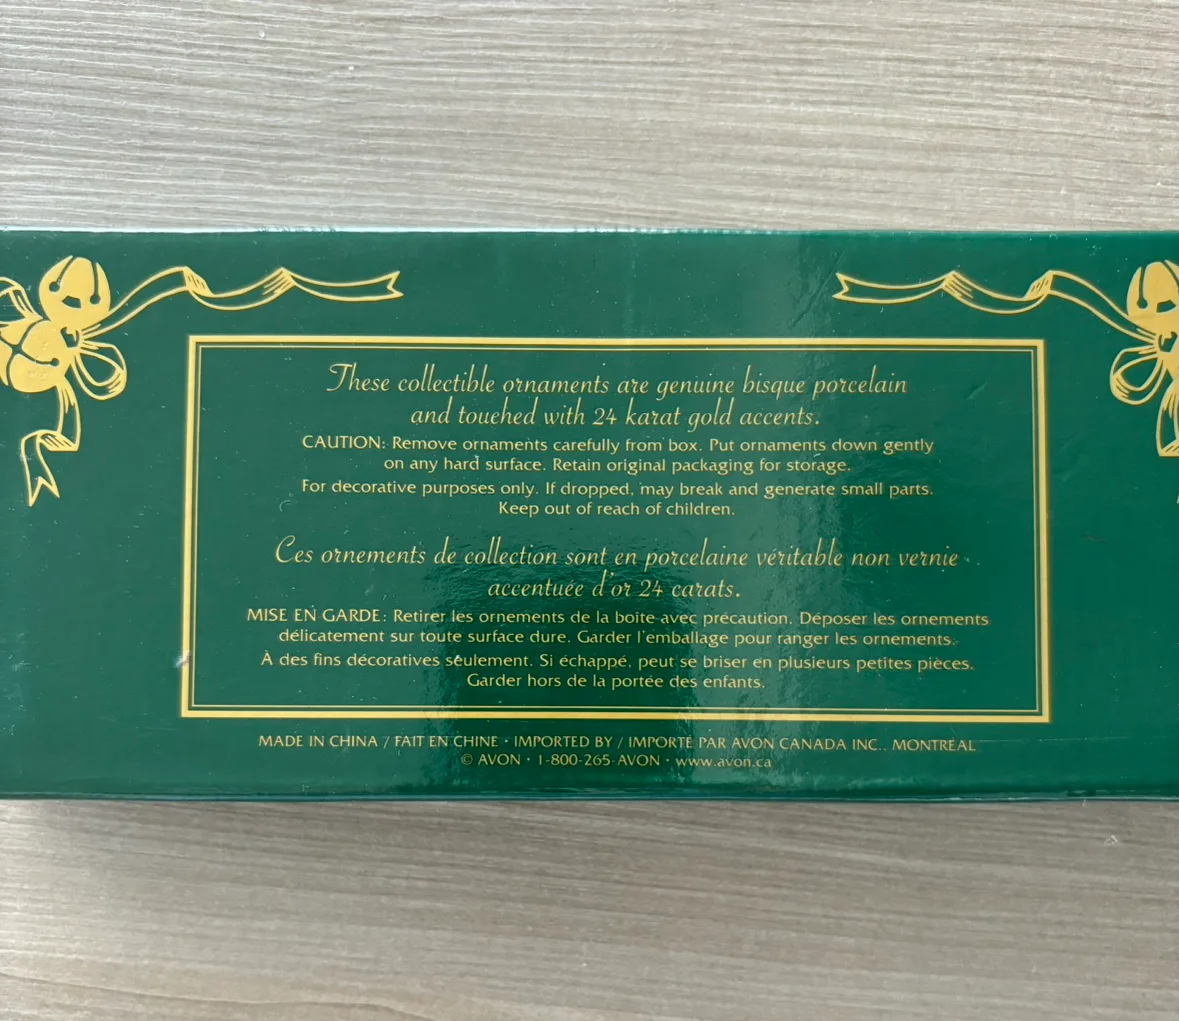 These collectible ornaments are genuine bisque porcelain
and touched with 24 karat gold accents.
CAUTION: Remove ornaments carefully from box. Put ornaments down gently
on any hard surface. Retain original packaging for storage.
For decorative purposes only. If dropped, may break and generate small parts.
Keep out of reach of children.
Ces ornements de collection sont en porcelaine véritable non vernie
accentuée d'or 24 carats.
MISE EN GARDE: Retirer les ornements de la boîte avec précaution. Déposer les ornements
délicatement sur toute surface dure. Garder l'emballage pour ranger les ornements.
À des fins décoratives seulement. Si échappé, peut se briser en plusieurs petites pièces.
Garder hors de la portée des enfants.
MADE IN CHINA / FAIT EN CHINE · IMPORTED BY / IMPORTÉ PAR AVON CANADA INC., MONTRÉAL
© AVON · 1-800-265-AVON · www.avon.ca